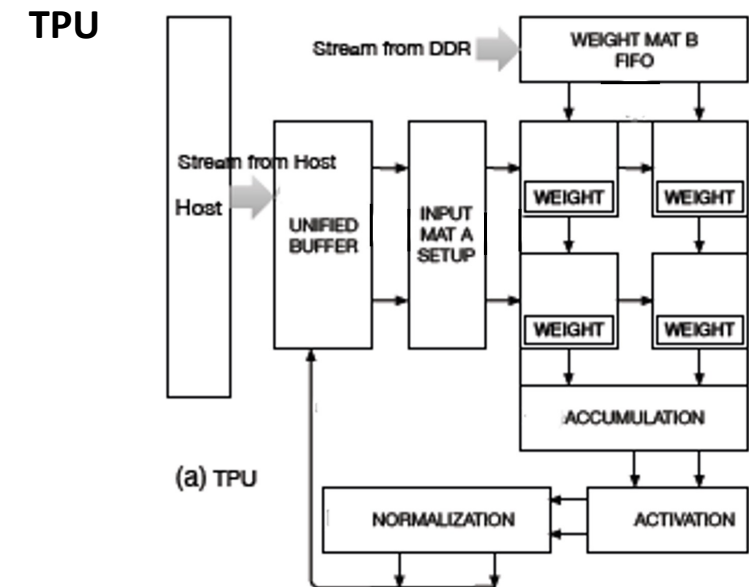 TPU
Stream from DDR
WEIGHT MAT B
FIFO
Stream from Host
Host
UNIFIED
BUFFER
INPUT
MAT A
SETUP
WEIGHT
WEIGHT
WEIGHT
WEIGHT
ACCUMULATION
(a) TPU
NORMALIZATION
ACTIVATION